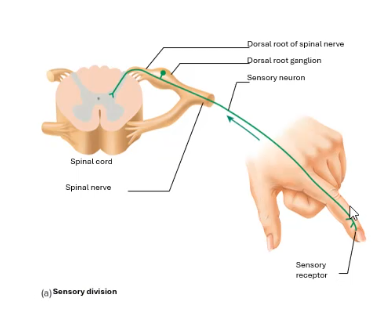 Dorsal root of spinal nerve
Dorsal root ganglion
Sensory neuron
Spinal cord
Spinal nerve
Sensory
receptor
(a) Sensory division